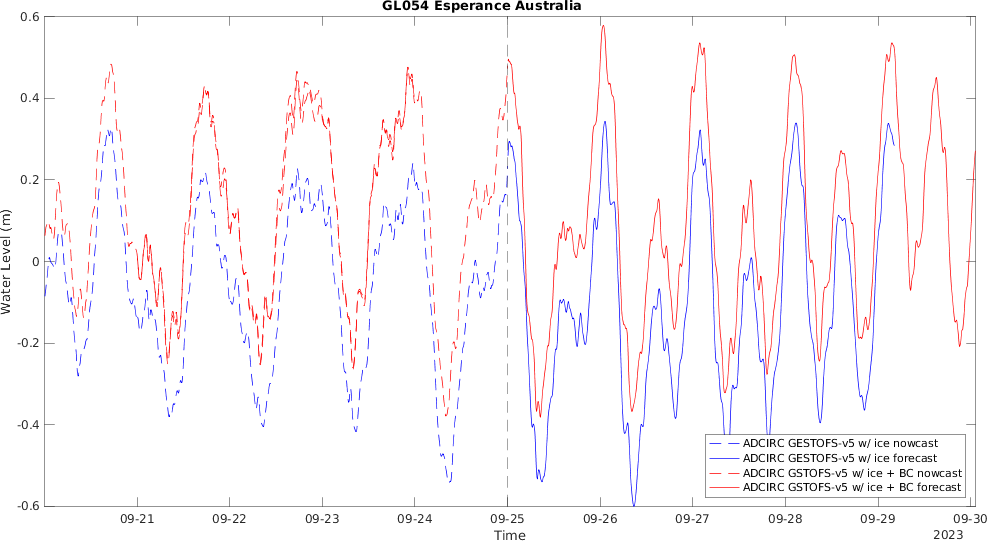 GL054 Esperance Australia
0.6
0.4
0.2
0
-0.2
-0.4
-0.6
Water Level (m)
09-21
09-22
09-23
09-24
09-25
09-26
09-27
09-28
09-29
09-30
2023
Time
ADCIRC GESTOFS-v5 w/ ice nowcast
ADCIRC GESTOFS-v5 w/ ice forecast
ADCIRC GSTOFS-v5 w/ ice + BC nowcast
ADCIRC GSTOFS-v5 w/ ice + BC forecast